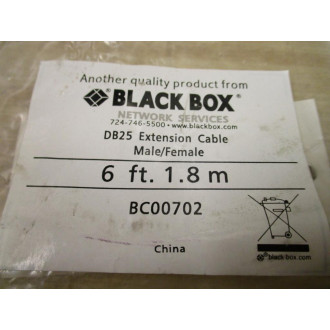 Another quality product from
BLACK BOX
NETWORK SERVICES
724-746-5500 • www.blackbox.com
DB25 Extension Cable
Male/Female
6 ft. 1.8 m
BC00702
China
black box.com